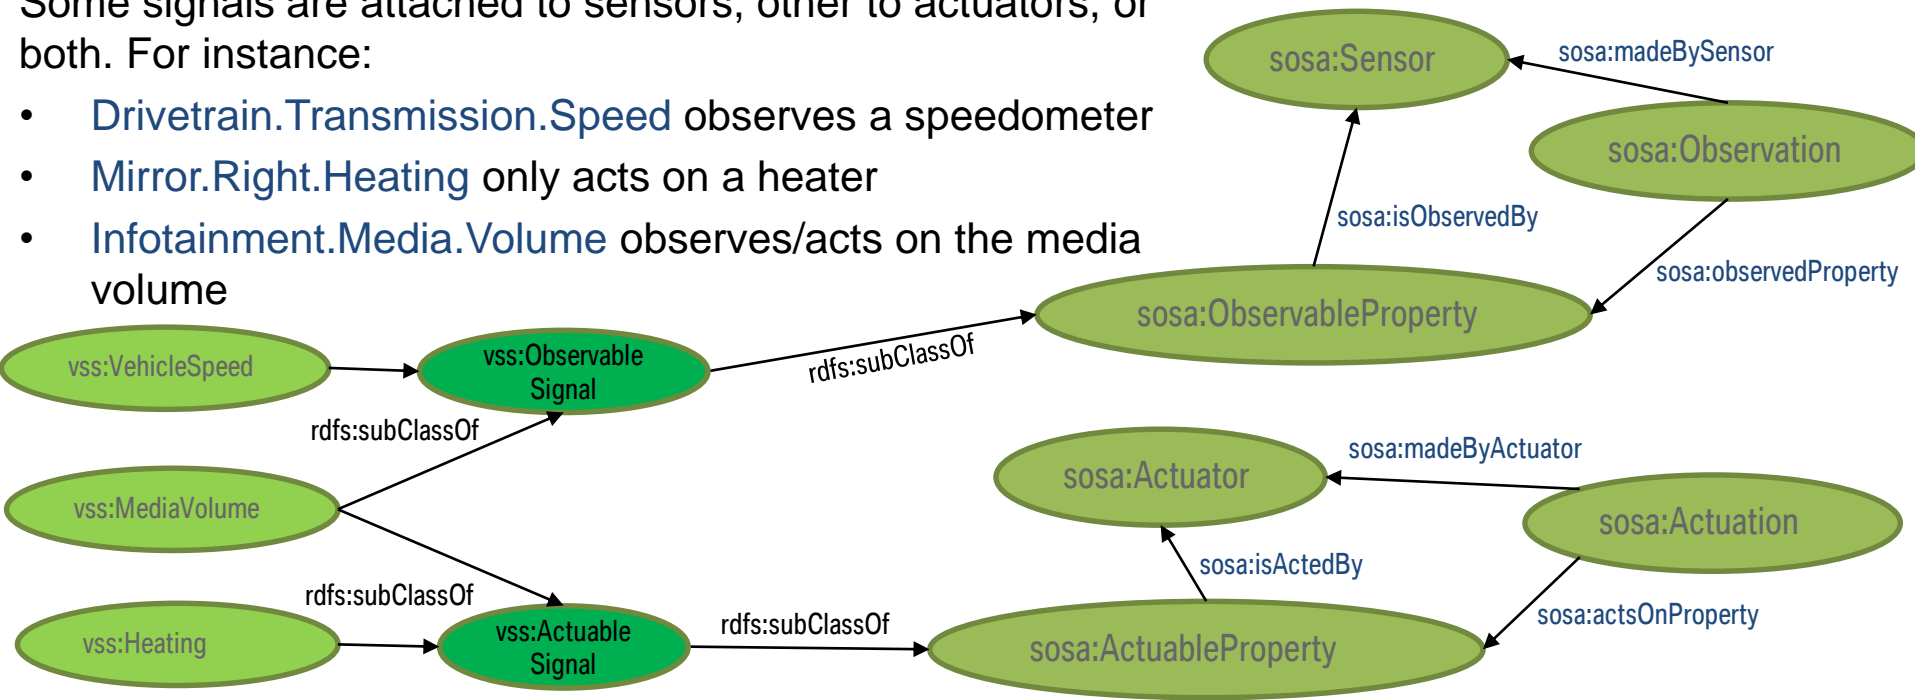 Some signals are attached to sensors, other to actuators, or
both. For instance:
• Drivetrain.Transmission.Speed observes a speedometer
• Mirror.Right.Heating only acts on a heater
• Infotainment.Media.Volume observes/acts on the media
volume
sosa:Sensor
sosa:madeBySensor
sosa:Observation
sosa:isObservedBy
sosa:observedProperty
sosa:ObservableProperty
vss:VehicleSpeed
vss:Observable
Signal
rdfs:subClassOf
rdfs:subClassOf
vss:MediaVolume
sosa:Actuator
sosa:madeByActuator
sosa:Actuation
sosa:isActedBy
sosa:actsOnProperty
rdfs:subClassOf
vss:Heating
vss:Actuable
Signal
rdfs:subClassOf
sosa:ActuableProperty